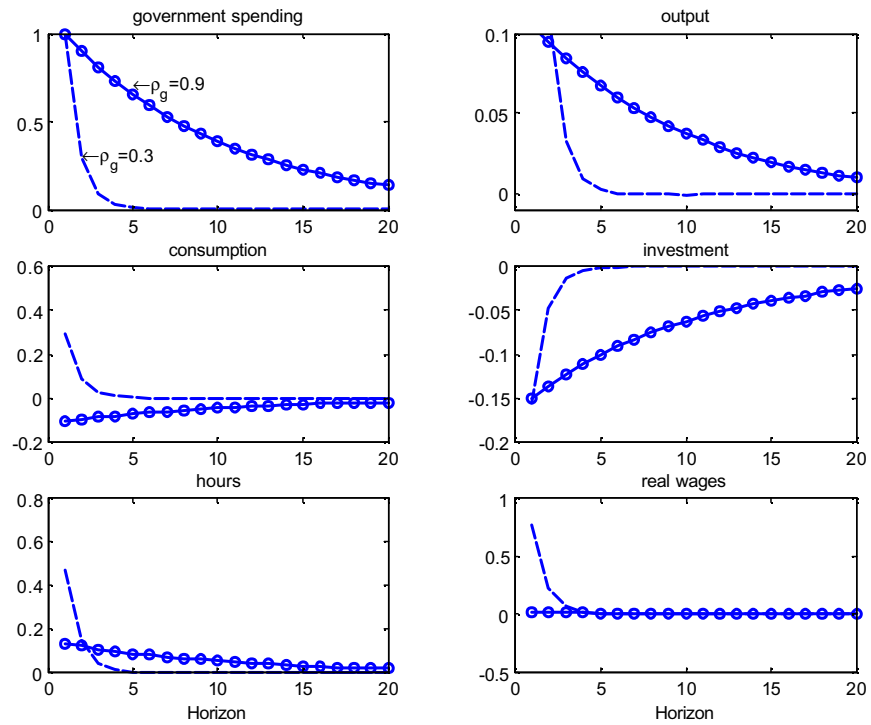 government spending
output
1
0.5
0
←ρg=0.9
←ρg=0.3
0 5 10 15 20
0.1
0.05
0
0 5 10 15 20
consumption
investment
0.6
0.4
0.2
0
-0.2
0 5 10 15 20
0
-0.05
-0.1
-0.15
-0.2
0 5 10 15 20
hours
real wages
0.8
0.6
0.4
0.2
0
0 5 10 15 20
Horizon
1
0.5
0
-0.5
0 5 10 15 20
Horizon